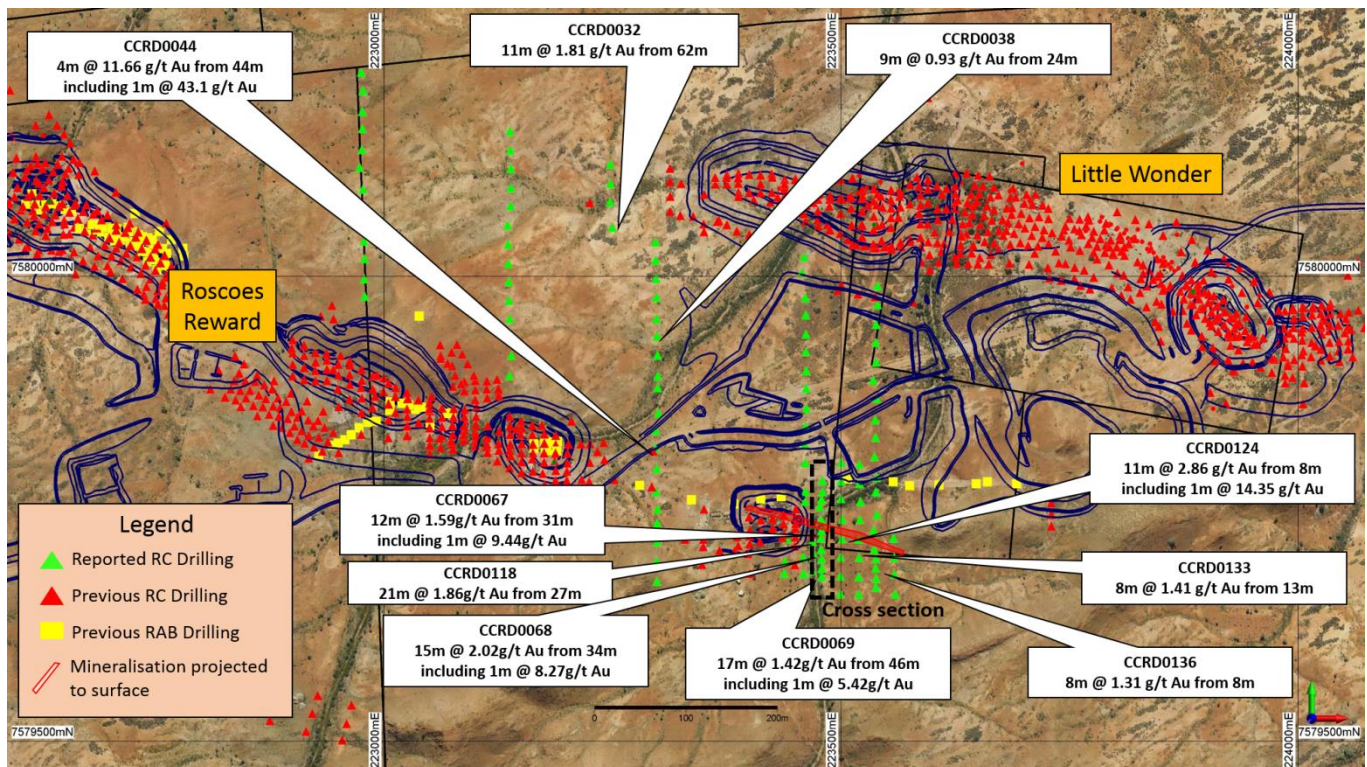 CCRD0044
4m @ 11.66 g/t Au from 44m
including 1m @ 43.1 g/t Au
223000mE
CCRD0032
11m @ 1.81 g/t Au from 62m
223500mE
CCRD0038
9m @ 0.93 g/t Au from 24m
224000mE
Little Wonder
7580000mN
7580000mN
Roscoes
Reward
CCRD0124
11m @ 2.86 g/t Au from 8m
including 1m @ 14.35 g/t Au
CCRD0067
12m @ 1.59g/t Au from 31m
including 1m @ 9.44g/t Au
CCRD0118
21m @ 1.86g/t Au from 27m
CCRD0133
8m @ 1.41 g/t Au from 13m
Cross section
CCRD0068
15m @ 2.02g/t Au from 34m
including 1m @ 8.27g/t Au
CCRD0069
17m @ 1.42g/t Au from 46m
including 1m @ 5.42g/t Au
CCRD0136
8m @ 1.31 g/t Au from 8m
Legend
Reported RC Drilling
Previous RC Drilling
Previous RAB Drilling
Mineralisation projected
to surface
0 100 200m
7579500mN
223000mE
223500mE
224000mE
7579500mN